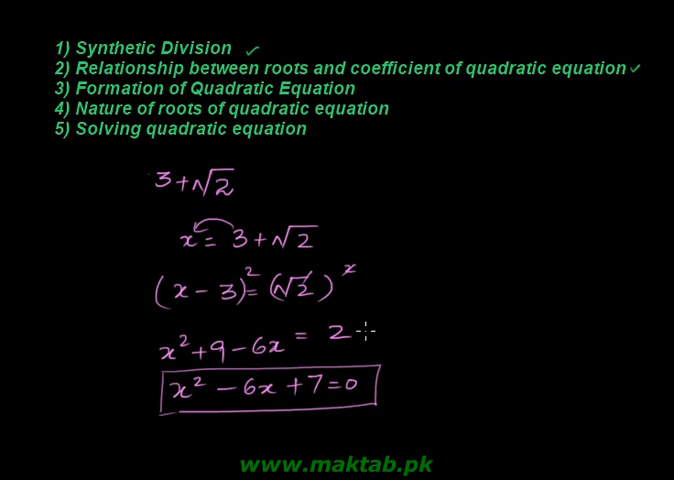 1) Synthetic Division ✓
2) Relationship between roots and coefficient of quadratic equation ✓
3) Formation of Quadratic Equation
4) Nature of roots of quadratic equation
5) Solving quadratic equation
3+√2
x = 3+√2
(x - 3)² = (√2)²
x² + 9 - 6x = 2
x² - 6x + 7 = 0
www.maktab.pk